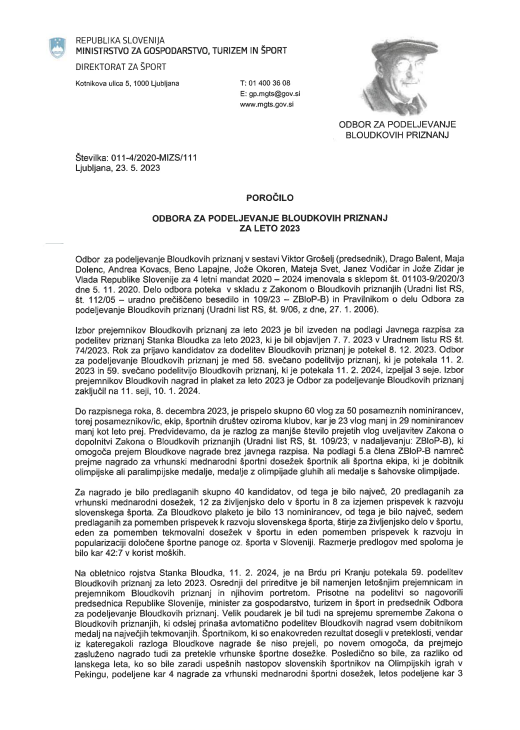 REPUBLIKA SLOVENIJA
MINISTRSTVO ZA GOSPODARSTVO, TURIZEM IN ŠPORT
DIREKTORAT ZA ŠPORT
Kotnikova ulica 5, 1000 Ljubljana
T: 01 400 36 08
E: gp.mgts@gov.si
www.mgts.gov.si
ODBOR ZA PODELJEVANJE
BLOUDKOVIH PRIZNANJ
Številka: 011-4/2020-MIZS/111
Ljubljana, 23. 5. 2023
POROČILO
ODBORA ZA PODELJEVANJE BLOUDKOVIH PRIZNANJ
ZA LETO 2023
Odbor za podeljevanje Bloudkovih priznanj v sestavi Viktor Grošelj (predsednik), Drago Balent, Maja
Dolenc, Andrea Kovacs, Beno Lapajne, Jože Okoren, Mateja Svet, Janez Vodičar in Jože Zidar je
Vlada Republike Slovenije za 4 letni mandat 2020 – 2024 imenovala s sklepom št. 01103-9/2020/3
dne 5. 11. 2020. Delo odbora poteka v skladu z Zakonom o Bloudkovih priznanjih (Uradni list RS,
št. 112/05 – uradno prečiščeno besedilo in 109/23 – ZBloP-B) in Pravilnikom o delu Odbora za
podeljevanje Bloudkovih priznanj (Uradni list RS, št. 9/06, z dne, 27. 1. 2006).
Izbor prejemnikov Bloudkovih priznanj za leto 2023 je bil izveden na podlagi Javnega razpisa za
podelitev priznanj Stanka Bloudka za leto 2023, ki je bil objavljen 7. 7. 2023 v Uradnem listu RS št.
74/2023. Rok za prijavo kandidatov za dodelitev Bloudkovih priznanj je potekel 8. 12. 2023. Odbor
za podeljevanje Bloudkovih priznanj je med 58. svečano podelitvijo priznanj, ki je potekala 11. 2.
2023 in 59. svečano podelitvijo Bloudkovih priznanj, ki je potekala 11. 2. 2024, izpeljal 3 seje. Izbor
prejemnikov Bloudkovih nagrad in plaket za leto 2023 je Odbor za podeljevanje Bloudkovih priznanj
zaključil na 11. seji, 10. 1. 2024.
Do razpisnega roka, 8. decembra 2023, je prispelo skupno 60 vlog za 50 posameznih nominirancev,
torej posameznikov/ic, ekip, športnih društev oziroma klubov, kar je 23 vlog manj in 29 nominirancev
manj kot leto prej. Predvidevamo, da je razlog za manjše število prejetih vlog uveljavitev Zakona o
dopolnitvi Zakona o Bloudkovih priznanjih (Uradni list RS, št. 109/23; v nadaljevanju: ZBloP-B), ki
omogoča prejem Bloudkove nagrade brez javnega razpisa. Na podlagi 5.a člena ZBloP-B namreč
prejme nagrado za vrhunski mednarodni športni dosežek športnik ali športna ekipa, ki je dobitnik
olimpijske ali paralimpijske medalje, medalje z olimpijade gluhih ali medalje s šahovske olimpijade.
Za nagrado je bilo predlaganih skupno 40 kandidatov, od tega je bilo največ, 20 predlaganih za
vrhunski mednarodni dosežek, 12 za življenjsko delo v športu in 8 za izjemen prispevek k razvoju
slovenskega športa. Za Bloudkovo plaketo je bilo 13 nominirancev, od tega je bilo največ, sedem
predlaganih za pomemben prispevek k razvoju slovenskega športa, štirje za življenjsko delo v športu,
eden za pomemben tekmovalni dosežek v športu in eden pomemben prispevek k razvoju in
popularizaciji določene športne panoge oz. športa v Sloveniji. Razmerje predlogov med spoloma je
bilo kar 42:7 v korist moških.
Na obletnico rojstva Stanka Bloudka, 11. 2. 2024, je na Brdu pri Kranju potekala 59. podelitev
Bloudkovih priznanj za leto 2023. Osrednji del prireditve je bil namenjen letošnjim prejemnicam in
prejemnikom Bloudkovih priznanj in njihovim portretom. Prisotne na podelitvi so nagovorili
predsednica Republike Slovenije, minister za gospodarstvo, turizem in šport in predsednik Odbora
za podeljevanje Bloudkovih priznanj. Velik poudarek je bil tudi na sprejemu spremembe Zakona o
Bloudkovih priznanjih, ki odslej prinaša avtomatično podelitev Bloudkovih nagrad vsem dobitnikom
medalj na največjih tekmovanjih. Športnikom, ki so enakovreden rezultat dosegli v preteklosti, vendar
iz kateregakoli razloga Bloudkove nagrade še niso prejeli, po novem omogoča, da prejmejo
zasluženo nagrado tudi za pretekle vrhunske športne dosežke. Posledično so bile, za razliko od
lanskega leta, ko so bile zaradi uspešnih nastopov slovenskih športnikov na Olimpijskih igrah v
Pekingu, podeljene kar 4 nagrade za vrhunski mednarodni športni dosežek, letos podeljene kar 3